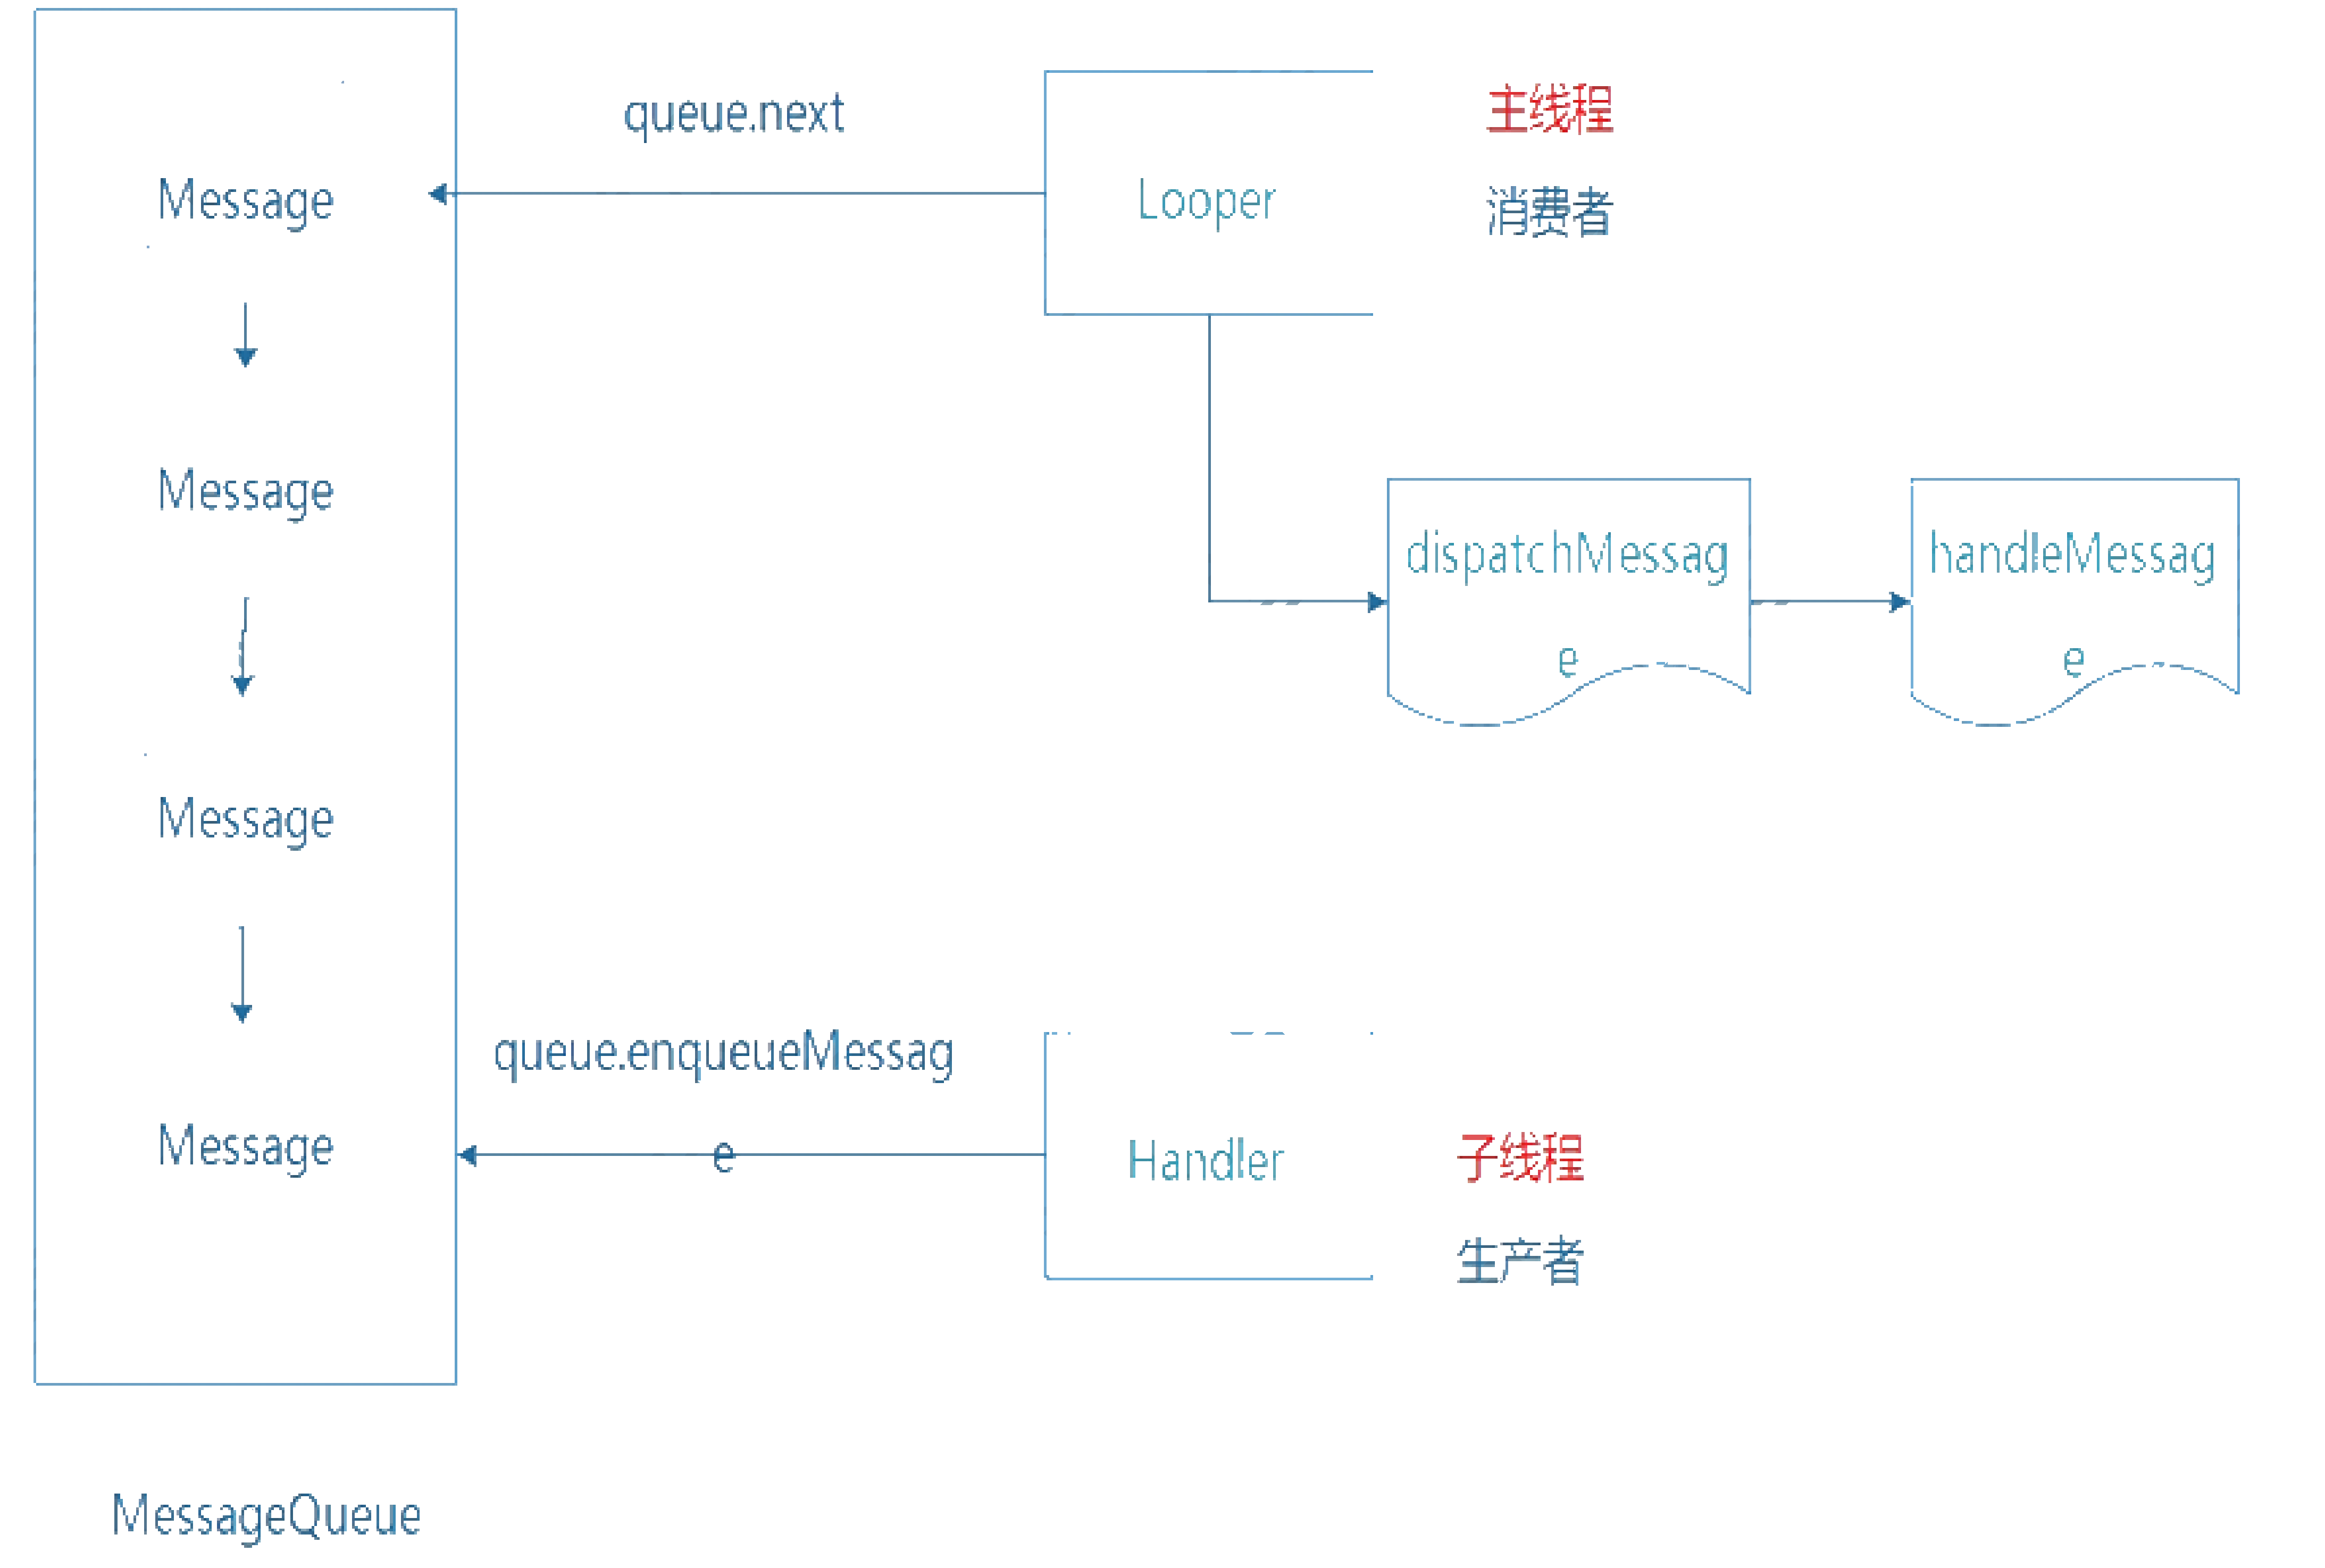 queue.next
主线程
Message
Looper
消费者
Message
dispatchMessag
e
handleMessag
e
Message
queue.enqueueMessag
e
Message
Handler
子线程
生产者
MessageQueue